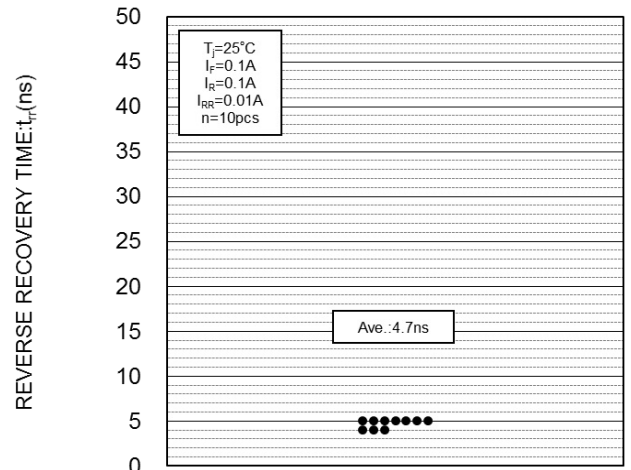 REVERSE RECOVERY TIME:trr(ns)
50
45
40
35
30
25
20
15
10
5
0
Tj=25°C
IF=0.1A
IR=0.1A
IRR=0.01A
n=10pcs
Ave.:4.7ns